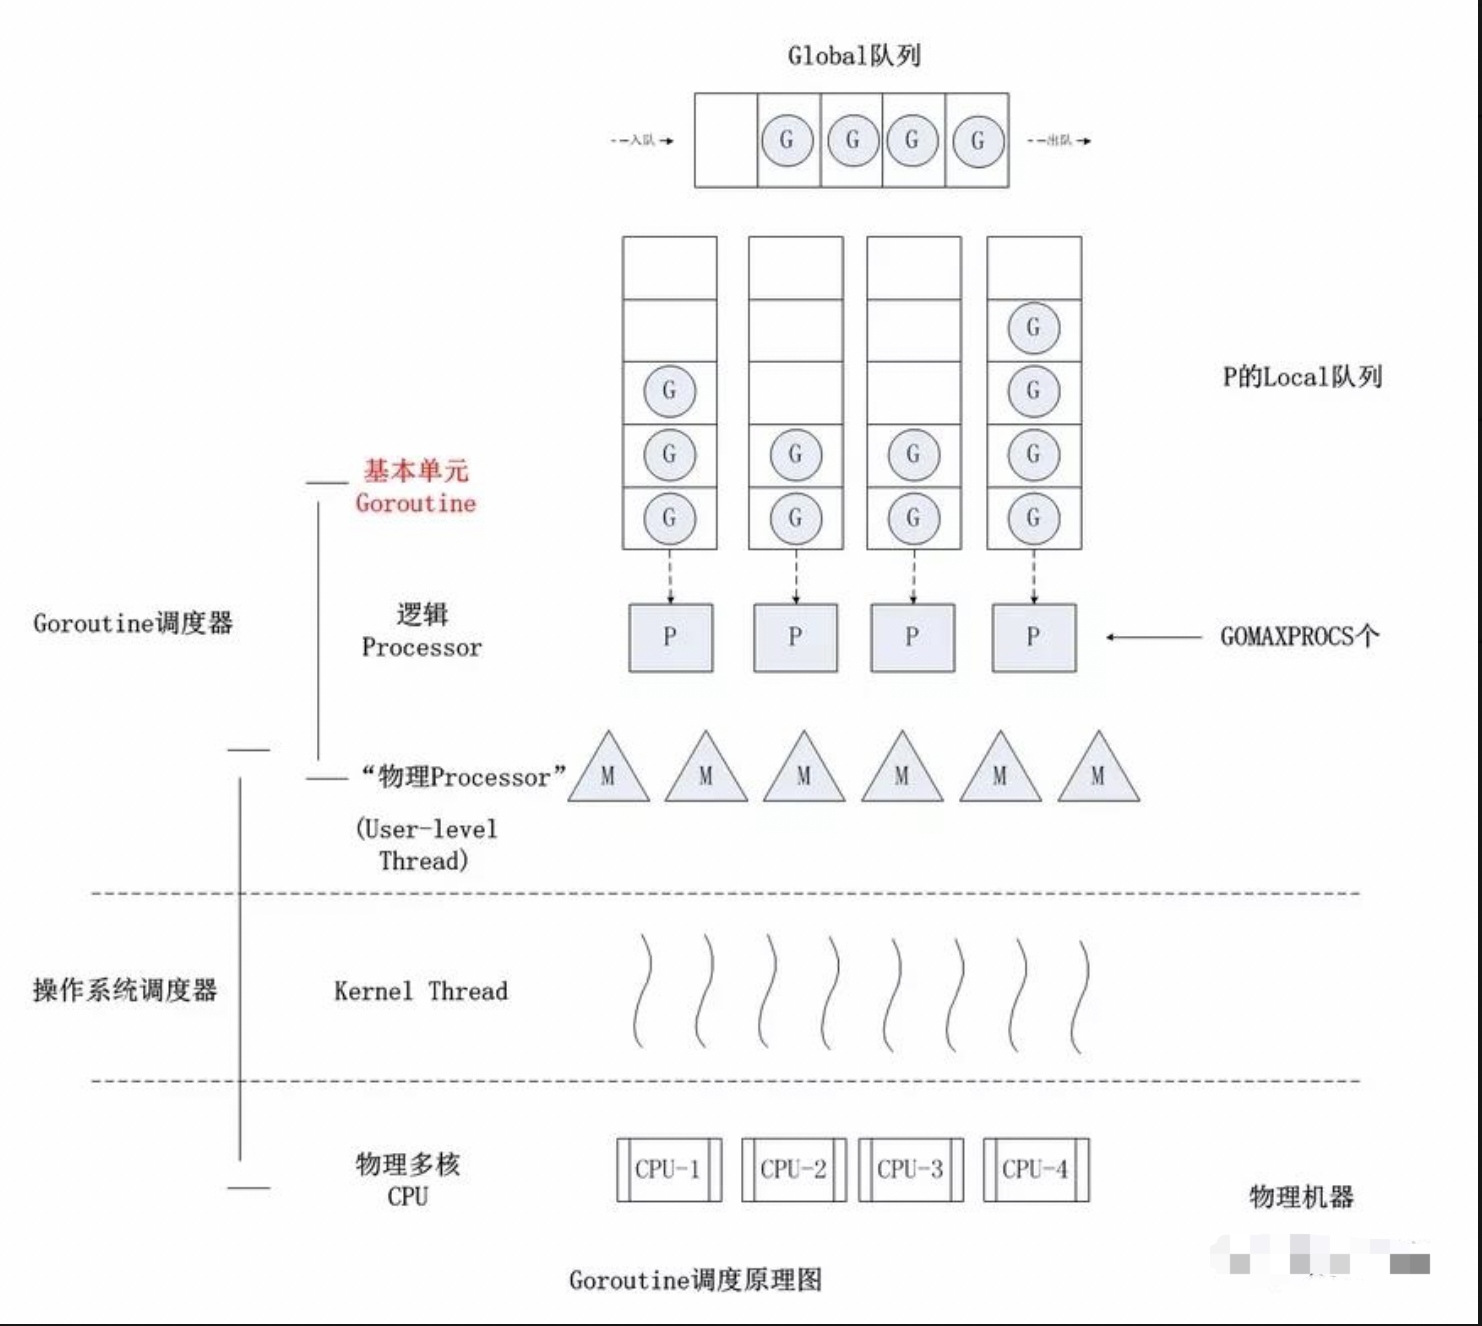 Global队列
入队
G
G
G
G
出队
G
G
G
P的Local队列
G
G
G
G
基本单元
Goroutine
G
G
G
G
逻辑
Processor
P
P
P
P
GOMAXPROCS个
Goroutine调度器
“物理Processor”
M
M
M
M
M
M
(User-level
Thread)
操作系统调度器
Kernel Thread
物理多核
CPU
CPU-1
CPU-2
CPU-3
CPU-4
物理机器
Goroutine调度原理图